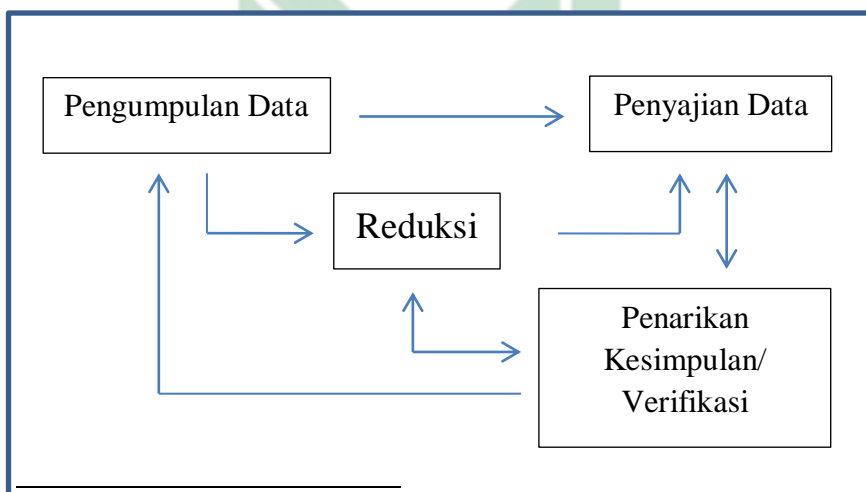 Pengumpulan Data
Penyajian Data
Reduksi
Penarikan
Kesimpulan/
Verifikasi